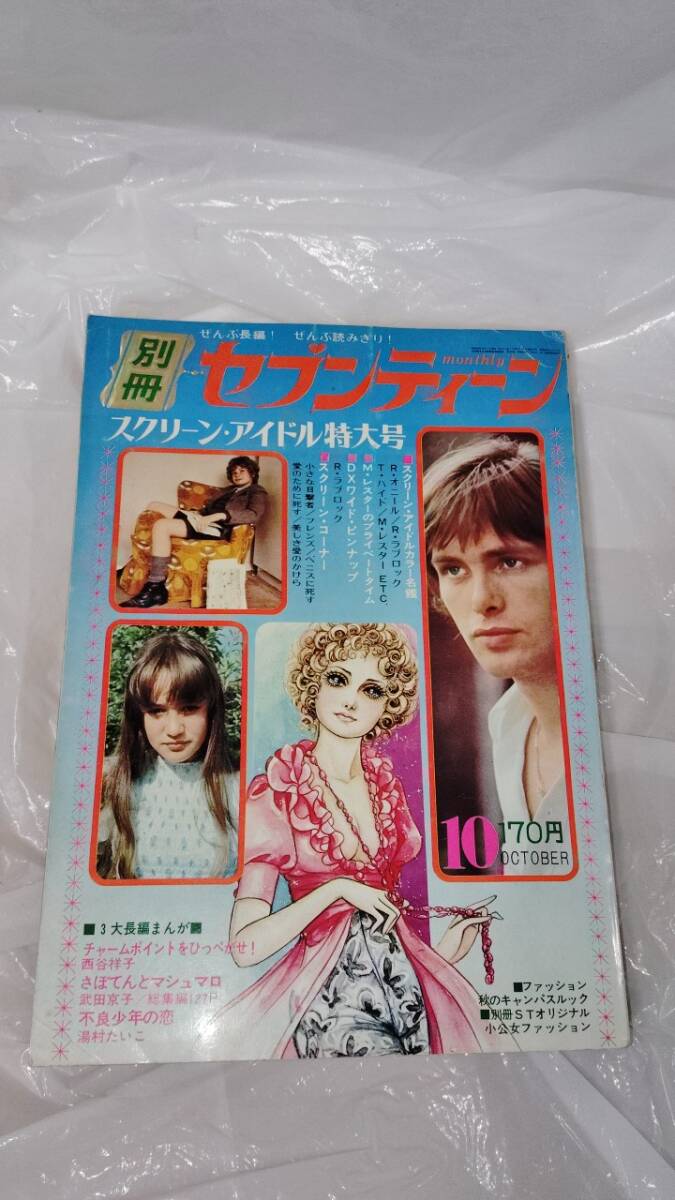 ぜんぶ長編! ぜんぶ読みきり!
別冊
セブンティーン
monthly
スクリーン・アイドル特大号
■スクリーン・アイドルカラー名鑑
R・オニール/R・ラブロック
T・ハイド/M・レスター ETC.
■M・レスターのプライベートタイム
■DXワイド・ピンナップ
R・ラブロック
■スクリーン・コーナー
小さな目撃者/フレンズ/ベニスに死す
愛のために死す/美しき愛のかけら
10
170円
OCTOBER
■3大長編まんが■
チャームポイントをひっぺがせ!
西谷祥子
さぼてんとマシュマロ
武田京子 総集編127P
不良少年の恋
湯村たいこ
■ファッション
秋のキャンパスルック
■別冊STオリジナル
小公女ファッション